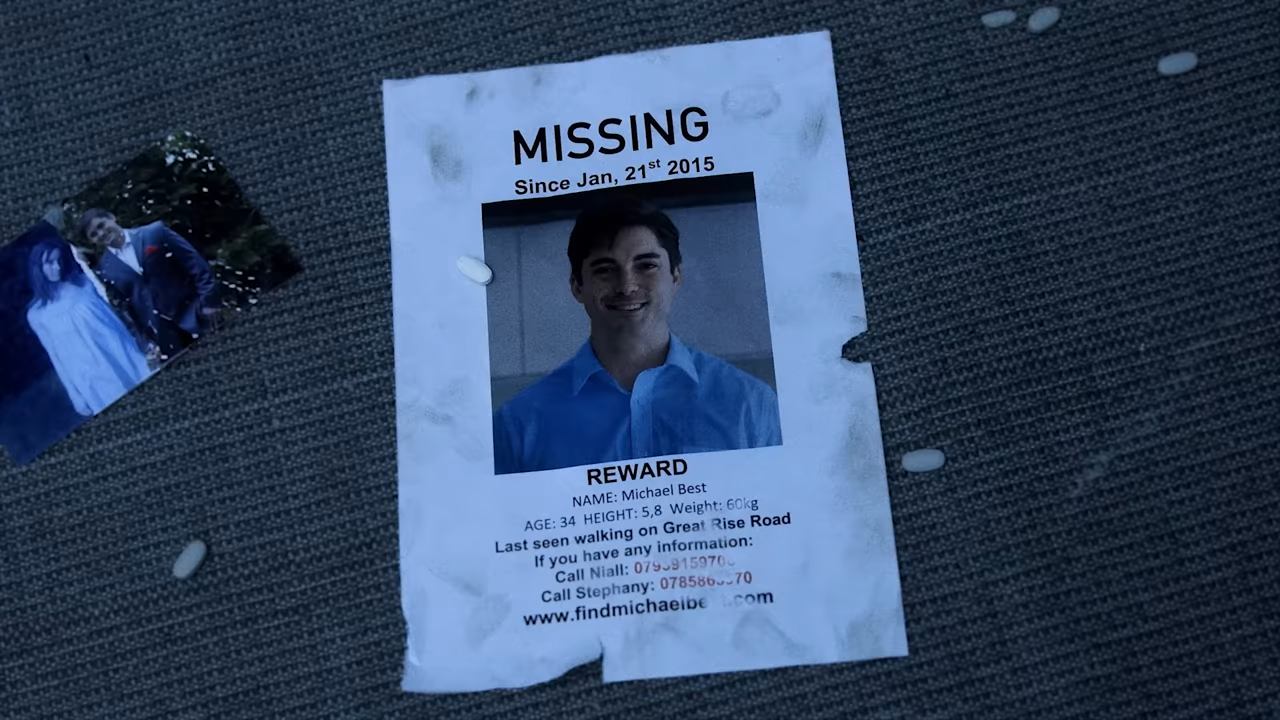 MISSING
Since Jan, 21st 2015
REWARD
NAME: Michael Best
AGE: 34 HEIGHT: 5,8 Weight: 60kg
Last seen walking on Great Rise Road
If you have any information:
Call Niall:
Call Stephany: